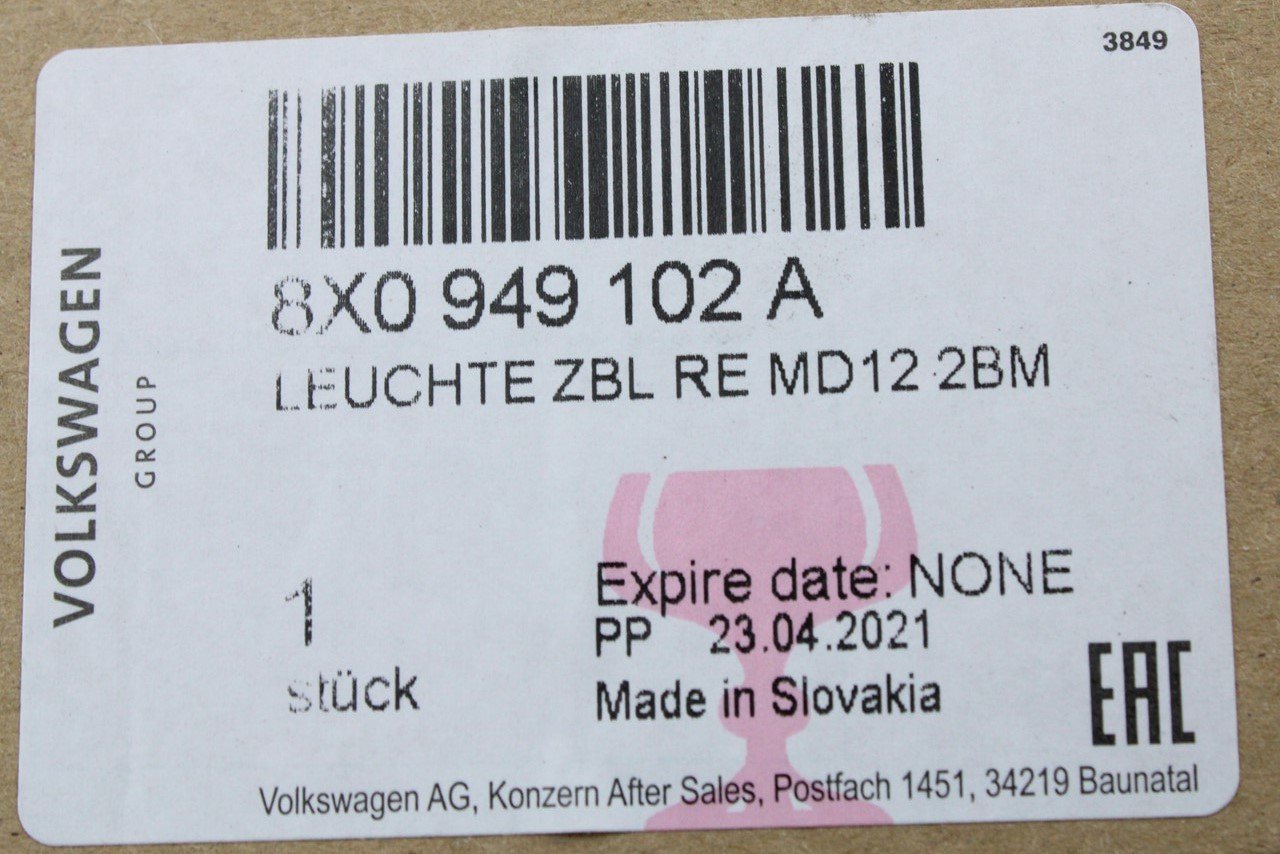 3849
VOLKSWAGEN
GROUP
8X0 949 102 A
LEUCHTE ZBL RE MD12 2BM
1
stück
Expire date: NONE
PP 23.04.2021
Made in Slovakia
EAC
Volkswagen AG, Konzern After Sales, Postfach 1451, 34219 Baunatal